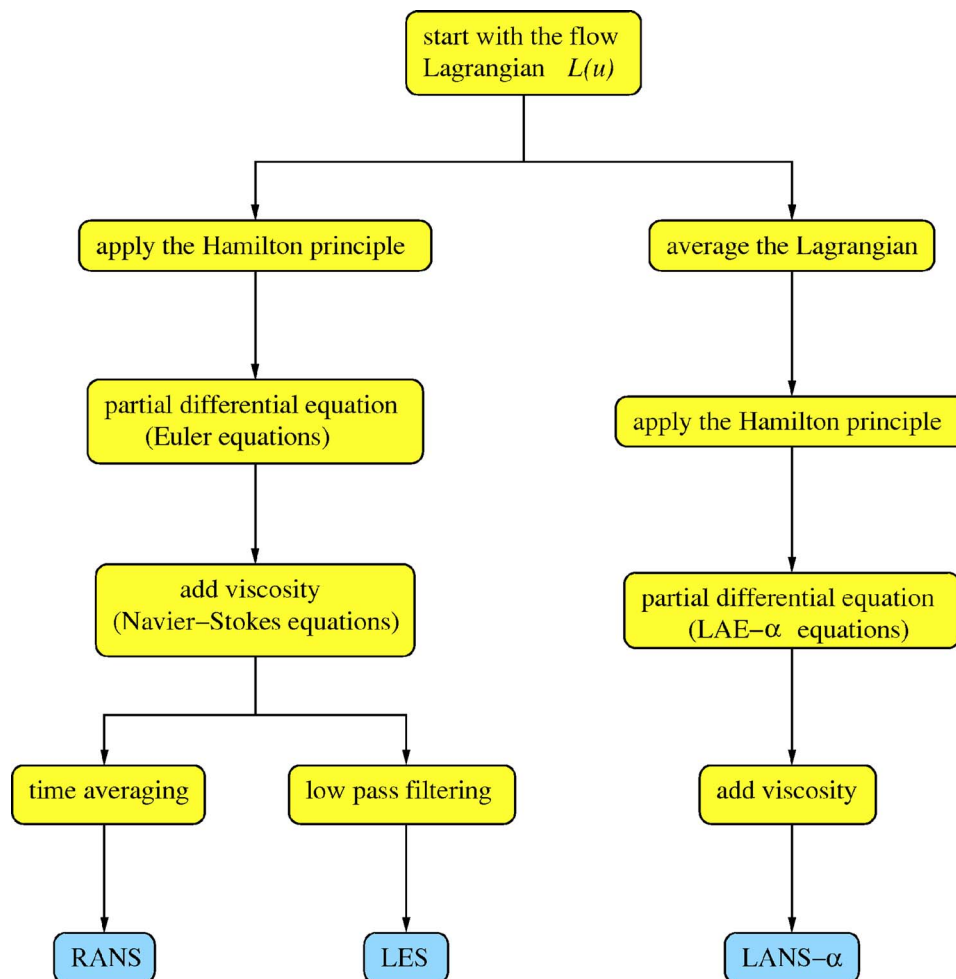 start with the flow
Lagrangian L(u)
apply the Hamilton principle
average the Lagrangian
partial differential equation
(Euler equations)
apply the Hamilton principle
add viscosity
(Navier–Stokes equations)
partial differential equation
(LAE–α equations)
time averaging
low pass filtering
add viscosity
RANS
LES
LANS–α